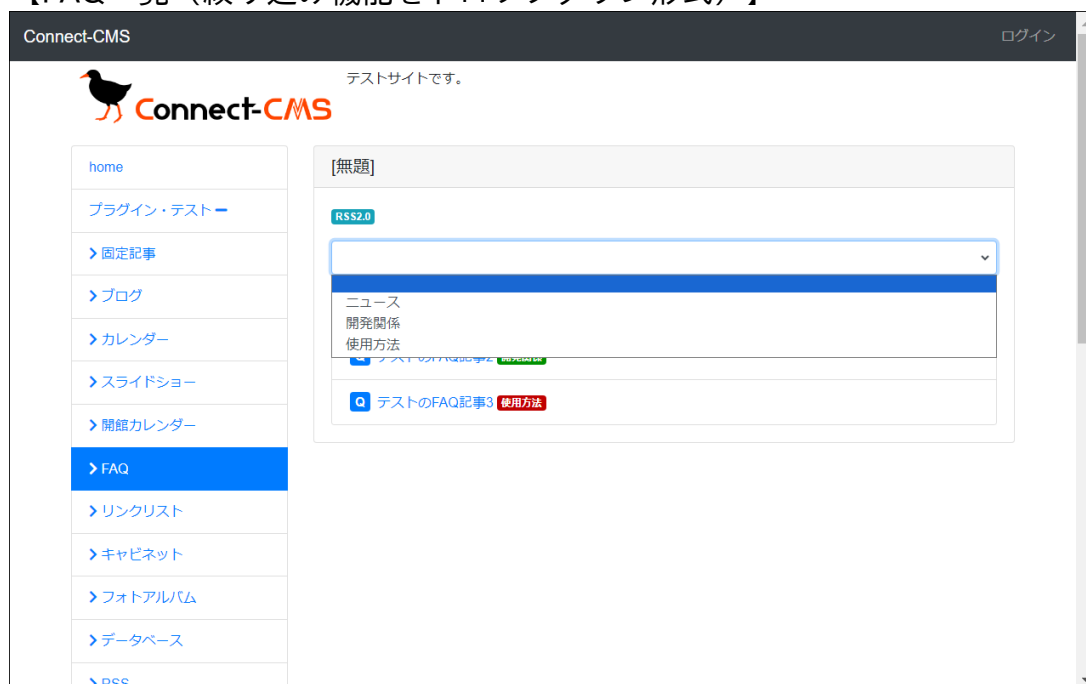 Connect-CMS
ログイン
Connect-CMS
テストサイトです。
home
プラグイン・テスト
固定記事
ブログ
カレンダー
スライドショー
開館カレンダー
FAQ
リンクリスト
キャビネット
フォトアルバム
データベース
[無題]
RSS2.0
ニュース
開発関係
使用方法
Q テストのFAQ記事3 使用方法